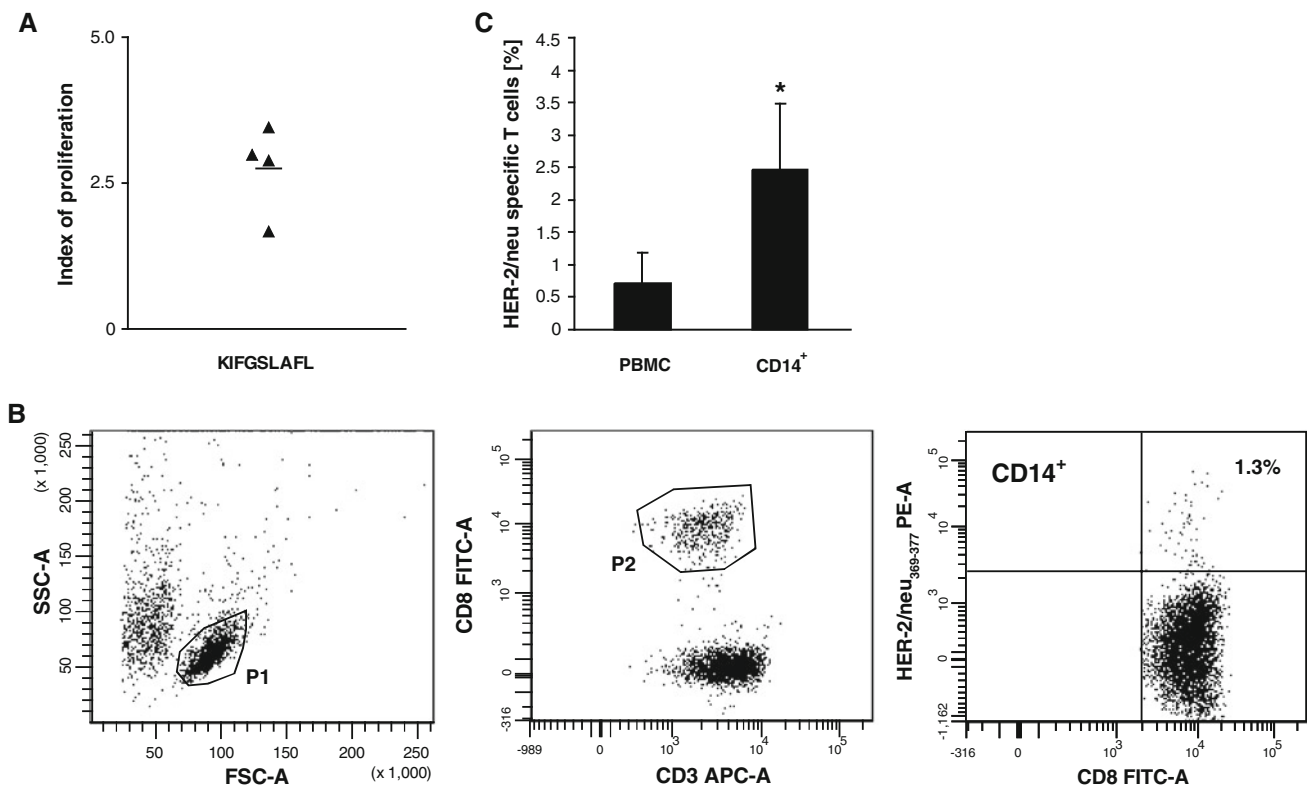 A
Index of proliferation
5.0
2.5
0
KIFGSLAFL
C
HER-2/neu specific T cells [%]
4.5
4
3.5
3
2.5
2
1.5
1
0.5
0
*
PBMC
CD14+
B
SSC-A
(x 1,000)
250
200
150
100
50
P1
50 100 150 200 250
FSC-A
(x 1,000)
CD8 FITC-A
10^5
10^4
10^3
0
-316
P2
-989 0 10^3 10^4 10^5
CD3 APC-A
HER-2/neu369-377 PE-A
10^5
10^4
10^3
0
-1,162
CD14+
1.3%
-316 0 10^3 10^4 10^5
CD8 FITC-A